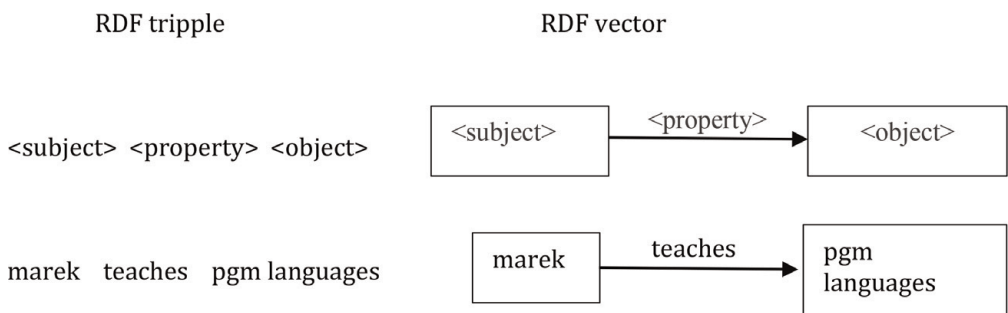 RDF tripple RDF vector
<subject> <property> <object>
<subject> <property> <object>
marek teaches pgm languages
marek teaches pgm
languages